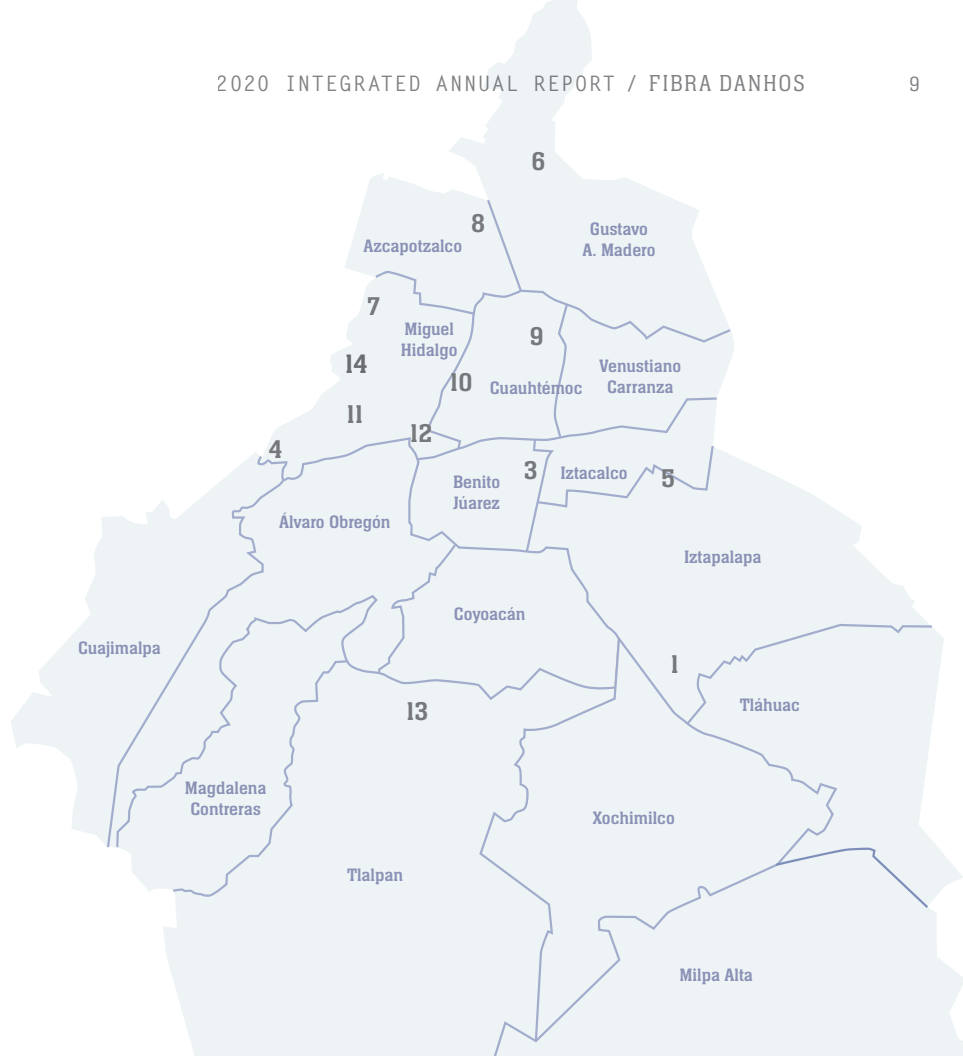 2020 INTEGRATED ANNUAL REPORT / FIBRA DANHOS 9
6
8
Gustavo
A. Madero
Azcapotzalco
7
Miguel
Hidalgo
9
14
10
Cuauhtémoc
Venustiano
Carranza
11
12
4
3
Iztacalco
5
Benito
Júarez
Álvaro Obregón
Iztapalapa
Coyoacán
Cuajimalpa
1
Tláhuac
13
Magdalena
Contreras
Xochimilco
Tlalpan
Milpa Alta